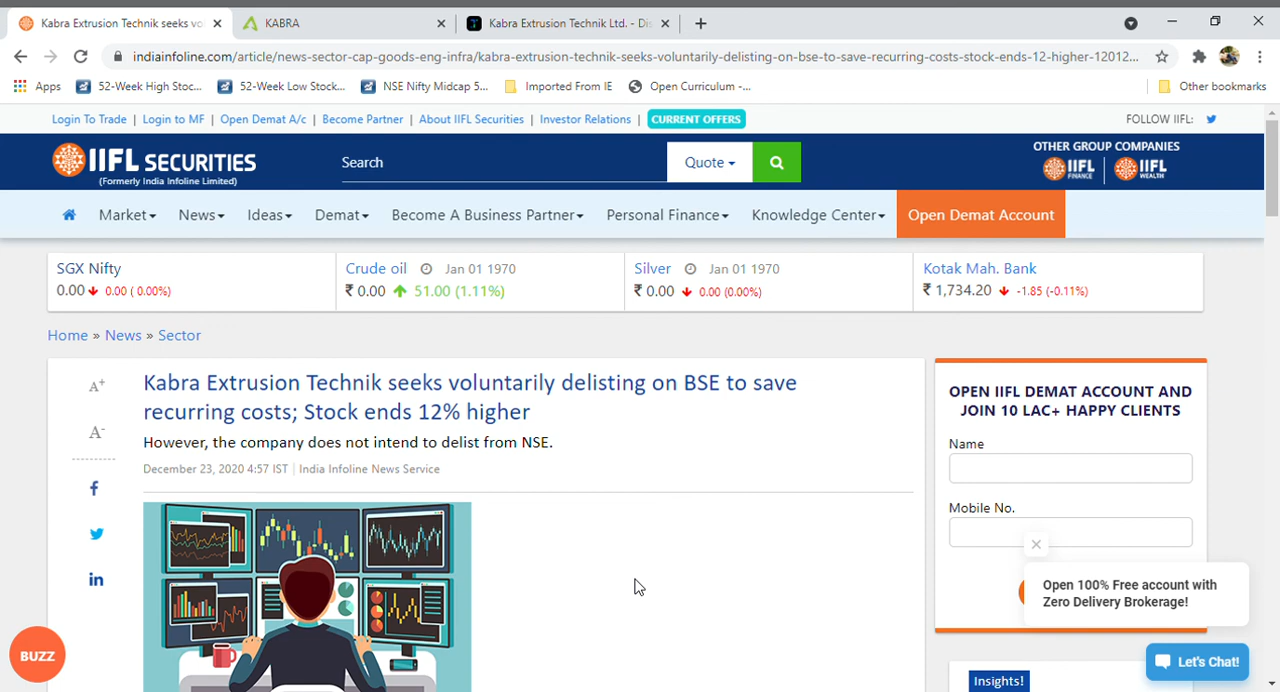 Kabra Extrusion Technik seeks vo
KABRA
Kabra Extrusion Technik Ltd. - Dis
indiainfoline.com/article/news-sector-cap-goods-eng-infra/kabra-extrusion-technik-seeks-voluntarily-delisting-on-bse-to-save-recurring-costs-stock-ends-12-higher-12012...
Apps 52-Week High Stoc... 52-Week Low Stock... NSE Nifty Midcap 5... Imported From IE Open Curriculum -... Other bookmarks
Login To Trade | Login to MF | Open Demat A/c | Become Partner | About IIFL Securities | Investor Relations | CURRENT OFFERS FOLLOW IIFL:
IIFL SECURITIES
(Formerly India Infoline Limited)
Search
Quote
OTHER GROUP COMPANIES
IIFL FINANCE | IIFL WEALTH
Market News Ideas Demat Become A Business Partner Personal Finance Knowledge Center Open Demat Account
SGX Nifty
0.00 0.00 ( 0.00%)
Crude oil Jan 01 1970
₹ 0.00 51.00 (1.11%)
Silver Jan 01 1970
₹ 0.00 0.00 (0.00%)
Kotak Mah. Bank
₹ 1,734.20 -1.85 (-0.11%)
Home » News » Sector
A+
A-
Kabra Extrusion Technik seeks voluntarily delisting on BSE to save
recurring costs; Stock ends 12% higher
However, the company does not intend to delist from NSE.
December 23, 2020 4:57 IST | India Infoline News Service
OPEN IIFL DEMAT ACCOUNT AND
JOIN 10 LAC+ HAPPY CLIENTS
Name
Mobile No.
Open 100% Free account with
Zero Delivery Brokerage!
BUZZ
Let's Chat!
Insights!